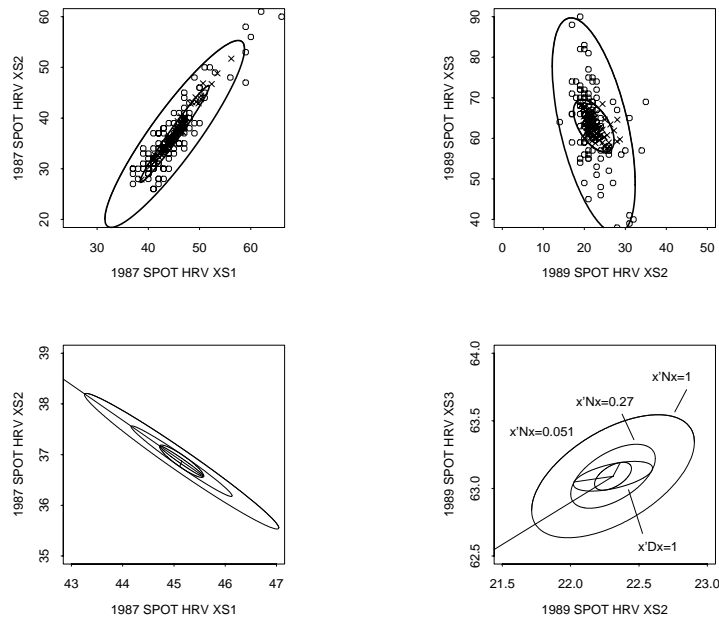 60
50
40
30
20
1987 SPOT HRV XS2
30 40 50 60
1987 SPOT HRV XS1
90
80
70
60
50
40
1989 SPOT HRV XS3
0 10 20 30 40 50
1989 SPOT HRV XS2
39
38
37
36
35
1987 SPOT HRV XS2
43 44 45 46 47
1987 SPOT HRV XS1
64.0
63.5
63.0
62.5
1989 SPOT HRV XS3
x'Nx=1
x'Nx=0.27
x'Nx=0.051
x'Dx=1
21.5 22.0 22.5 23.0
1989 SPOT HRV XS2